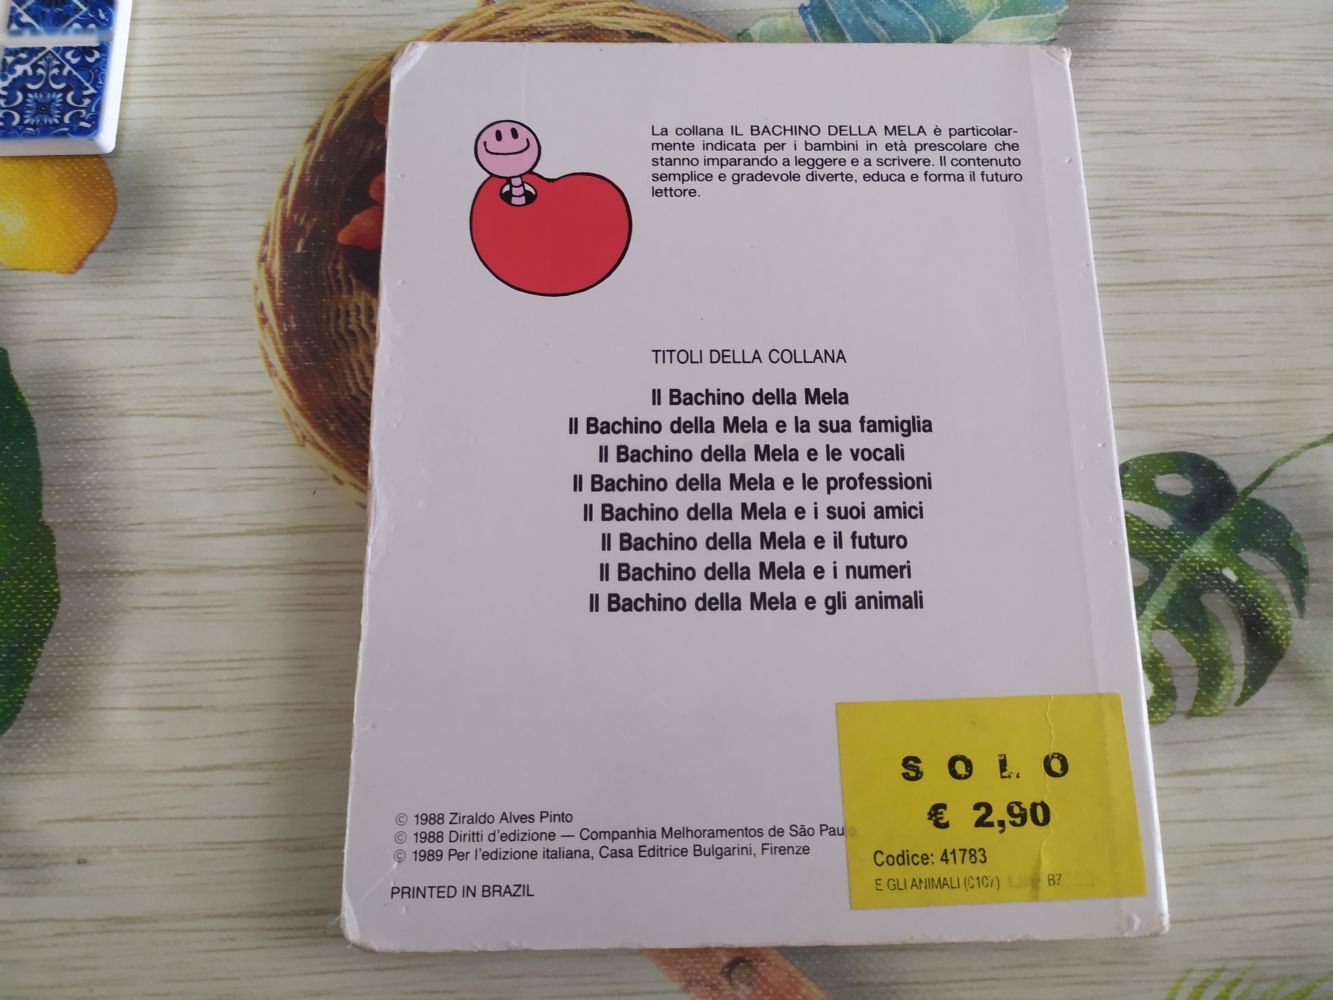 La collana IL BACHINO DELLA MELA è particolar-
mente indicata per i bambini in età prescolare che
stanno imparando a leggere e a scrivere. Il contenuto
semplice e gradevole diverte, educa e forma il futuro
lettore.
TITOLI DELLA COLLANA
Il Bachino della Mela
Il Bachino della Mela e la sua famiglia
Il Bachino della Mela e le vocali
Il Bachino della Mela e le professioni
Il Bachino della Mela e i suoi amici
Il Bachino della Mela e il futuro
Il Bachino della Mela e i numeri
Il Bachino della Mela e gli animali
© 1988 Ziraldo Alves Pinto
© 1988 Diritti d'edizione — Companhia Melhoramentos de São Paulo
© 1989 Per l'edizione italiana, Casa Editrice Bulgarini, Firenze
PRINTED IN BRAZIL
SOLO
€ 2,90
Codice: 41783
E GLI ANIMALI (0107) B7